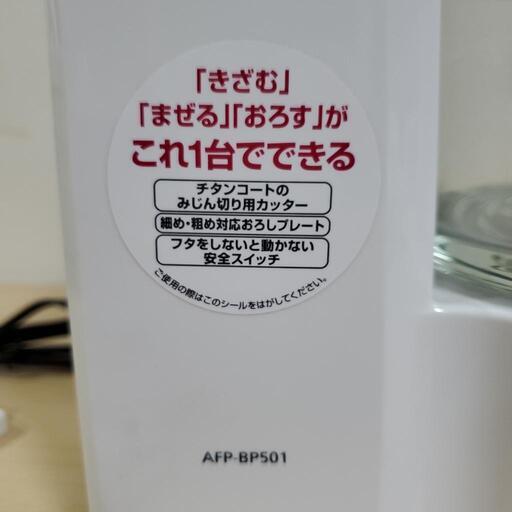 「きざむ」
「まぜる」「おろす」が
これ1台でできる
チタンコートの
みじん切り用カッター
細め・粗め対応おろしプレート
フタをしないと動かない
安全スイッチ
ご使用の際はこのシールをはがしてください。
AFP-BP501